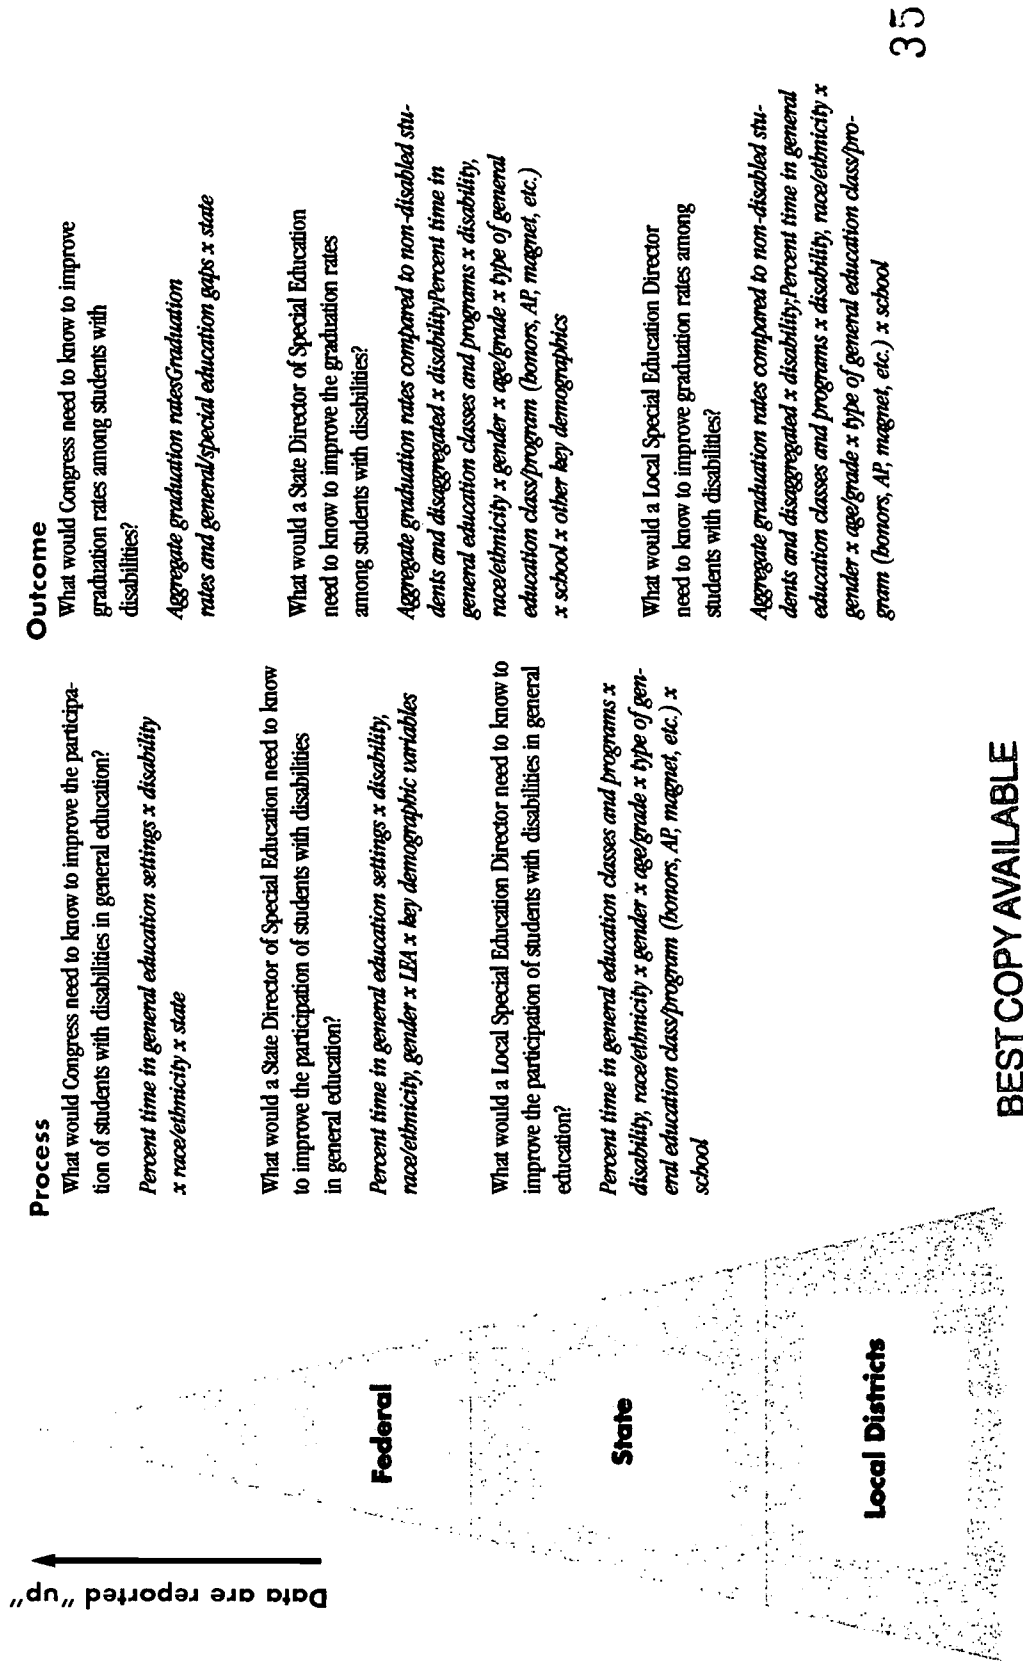 Data are reported "up"
Federal
State
Local Districts
Process
What would Congress need to know to improve the participa-
tion of students with disabilities in general education?
Percent time in general education settings x disability
x race/ethnicity x state
What would a State Director of Special Education need to know
to improve the participation of students with disabilities
in general education?
Percent time in general education settings x disability,
race/ethnicity, gender x LEA x key demographic variables
What would a Local Special Education Director need to know to
improve the participation of students with disabilities in general
education?
Percent time in general education classes and programs x
disability, race/ethnicity x gender x age/grade x type of gen-
eral education class/program (honors, AP, magnet, etc.) x
school
Outcome
What would Congress need to know to improve
graduation rates among students with
disabilities?
Aggregate graduation ratesGraduation
rates and general/special education gaps x state
What would a State Director of Special Education
need to know to improve the graduation rates
among students with disabilities?
Aggregate graduation rates compared to non-disabled stu-
dents and disaggregated x disabilityPercent time in
general education classes and programs x disability,
race/ethnicity x gender x age/grade x type of general
education class/program (honors, AP, magnet, etc.)
x school x other key demographics
What would a Local Special Education Director
need to know to improve graduation rates among
students with disabilities?
Aggregate graduation rates compared to non-disabled stu-
dents and disaggregated x disability;Percent time in general
education classes and programs x disability, race/ethnicity x
gender x age/grade x type of general education class/pro-
gram (honors, AP, magnet, etc.) x school
35
BEST COPY AVAILABLE